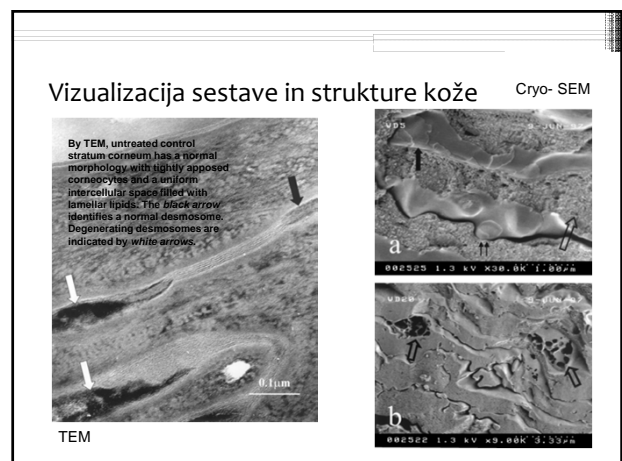 Vizualizacija sestave in strukture kože
Cryo- SEM
By TEM, untreated control
stratum corneum has a normal
morphology with tightly apposed
corneocytes and a uniform
intercellular space filled with
lamellar lipids. The black arrow
identifies a normal desmosome.
Degenerating desmosomes are
indicated by white arrows.
0.1μm
TEM
WD5
a
002525 1.3 kV X30.0K 1.00μm
WD20
b
002522 1.3 kV x9.00K 3.33μm